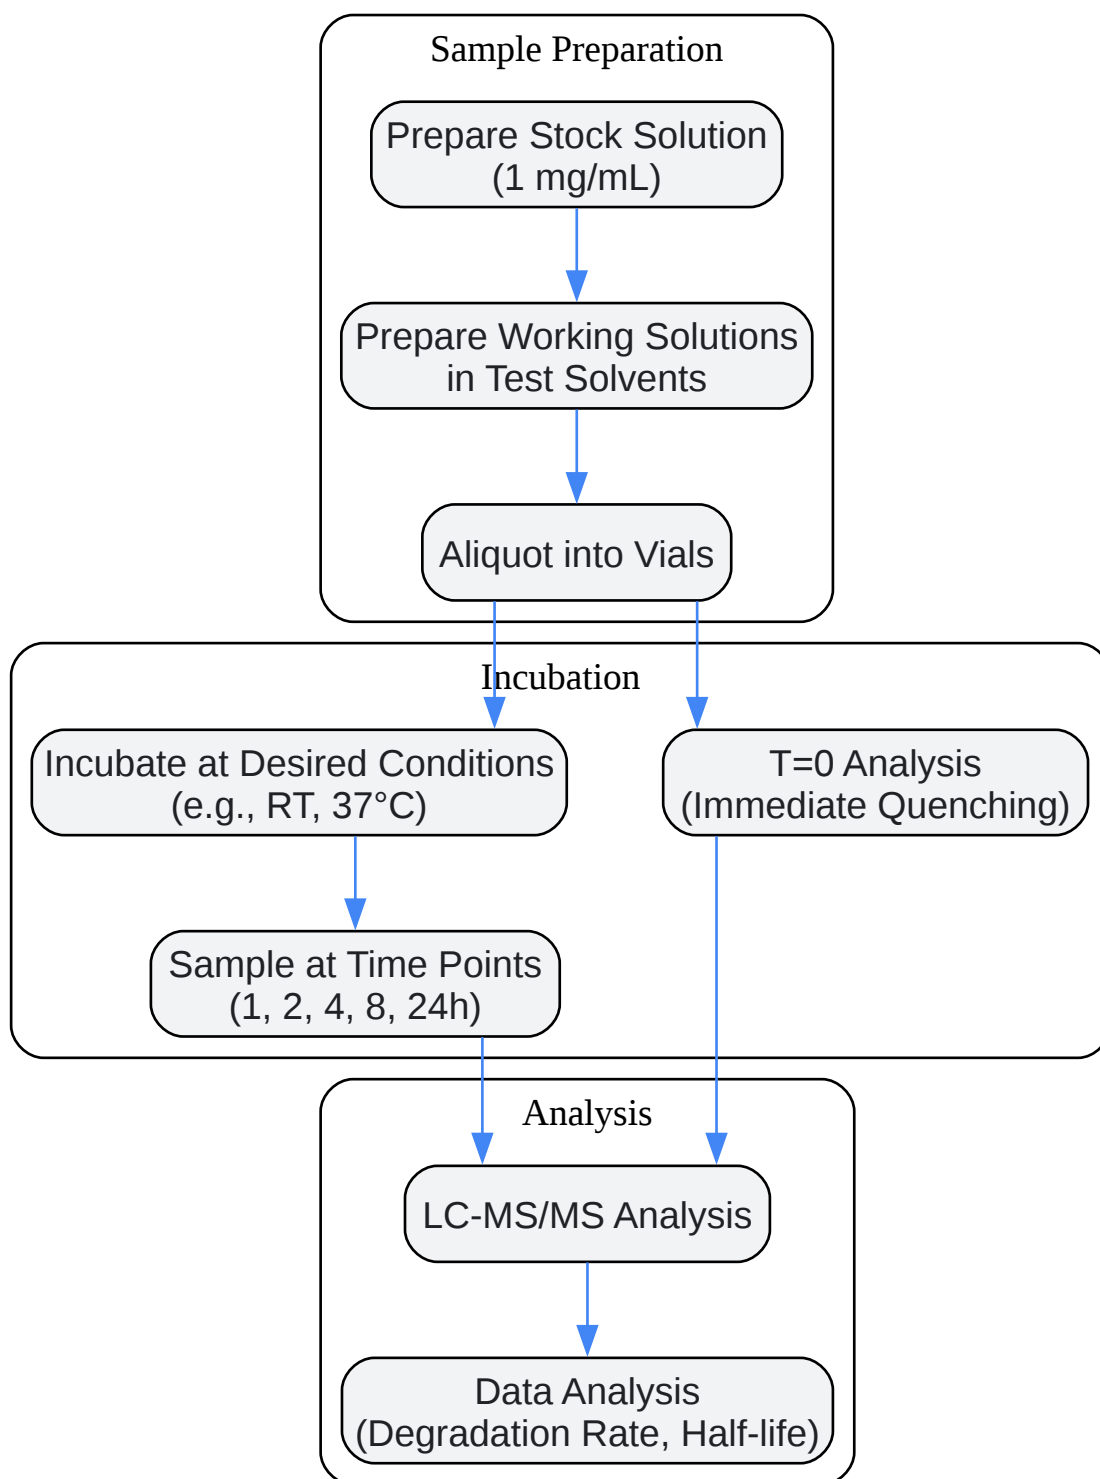 Sample Preparation
Prepare Stock Solution
(1 mg/mL)
Prepare Working Solutions
in Test Solvents
Aliquot into Vials
Incubation
Incubate at Desired Conditions
(e.g., RT, 37°C)
T=0 Analysis
(Immediate Quenching)
Sample at Time Points
(1, 2, 4, 8, 24h)
Analysis
LC-MS/MS Analysis
Data Analysis
(Degradation Rate, Half-life)